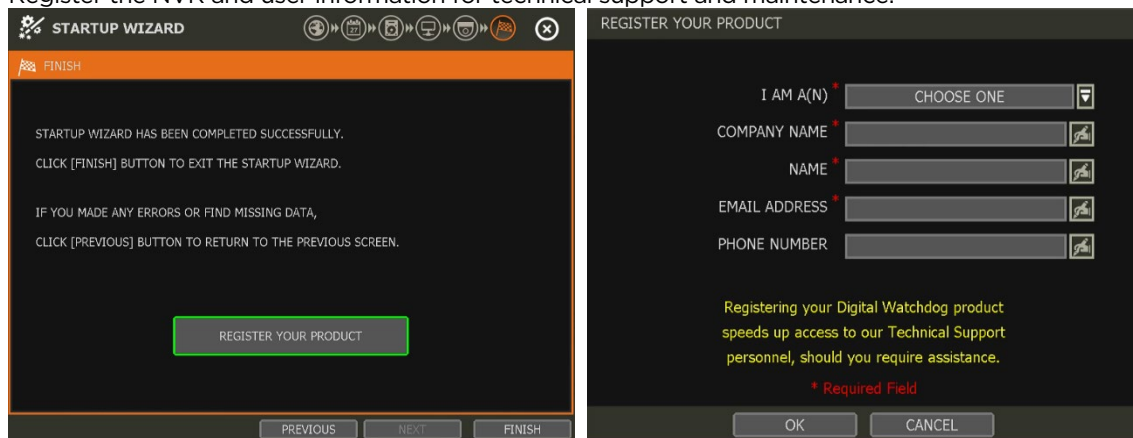 Register the NVR and user information for technical support and maintenance.
STARTUP WIZARD
27
FINISH
STARTUP WIZARD HAS BEEN COMPLETED SUCCESSFULLY.
CLICK [FINISH] BUTTON TO EXIT THE STARTUP WIZARD.
IF YOU MADE ANY ERRORS OR FIND MISSING DATA,
CLICK [PREVIOUS] BUTTON TO RETURN TO THE PREVIOUS SCREEN.
REGISTER YOUR PRODUCT
PREVIOUS NEXT FINISH
REGISTER YOUR PRODUCT
I AM A(N) * CHOOSE ONE
COMPANY NAME *
NAME *
EMAIL ADDRESS *
PHONE NUMBER
Registering your Digital Watchdog product
speeds up access to our Technical Support
personnel, should you require assistance.
* Required Field
OK CANCEL